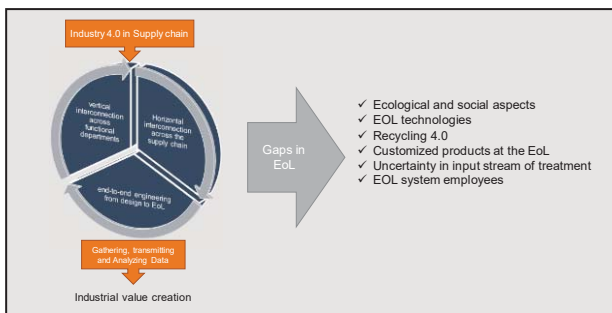 Industry 4.0 in Supply chain
vertical
interconnection
across
functional
departments
Horizontal
interconnection
across the
supply chain
end-to-end engineering
from design to EoL
Gathering, transmitting
and Analyzing Data
Industrial value creation
Gaps in
EoL
✓ Ecological and social aspects
✓ EOL technologies
✓ Recycling 4.0
✓ Customized products at the EoL
✓ Uncertainty in input stream of treatment
✓ EOL system employees